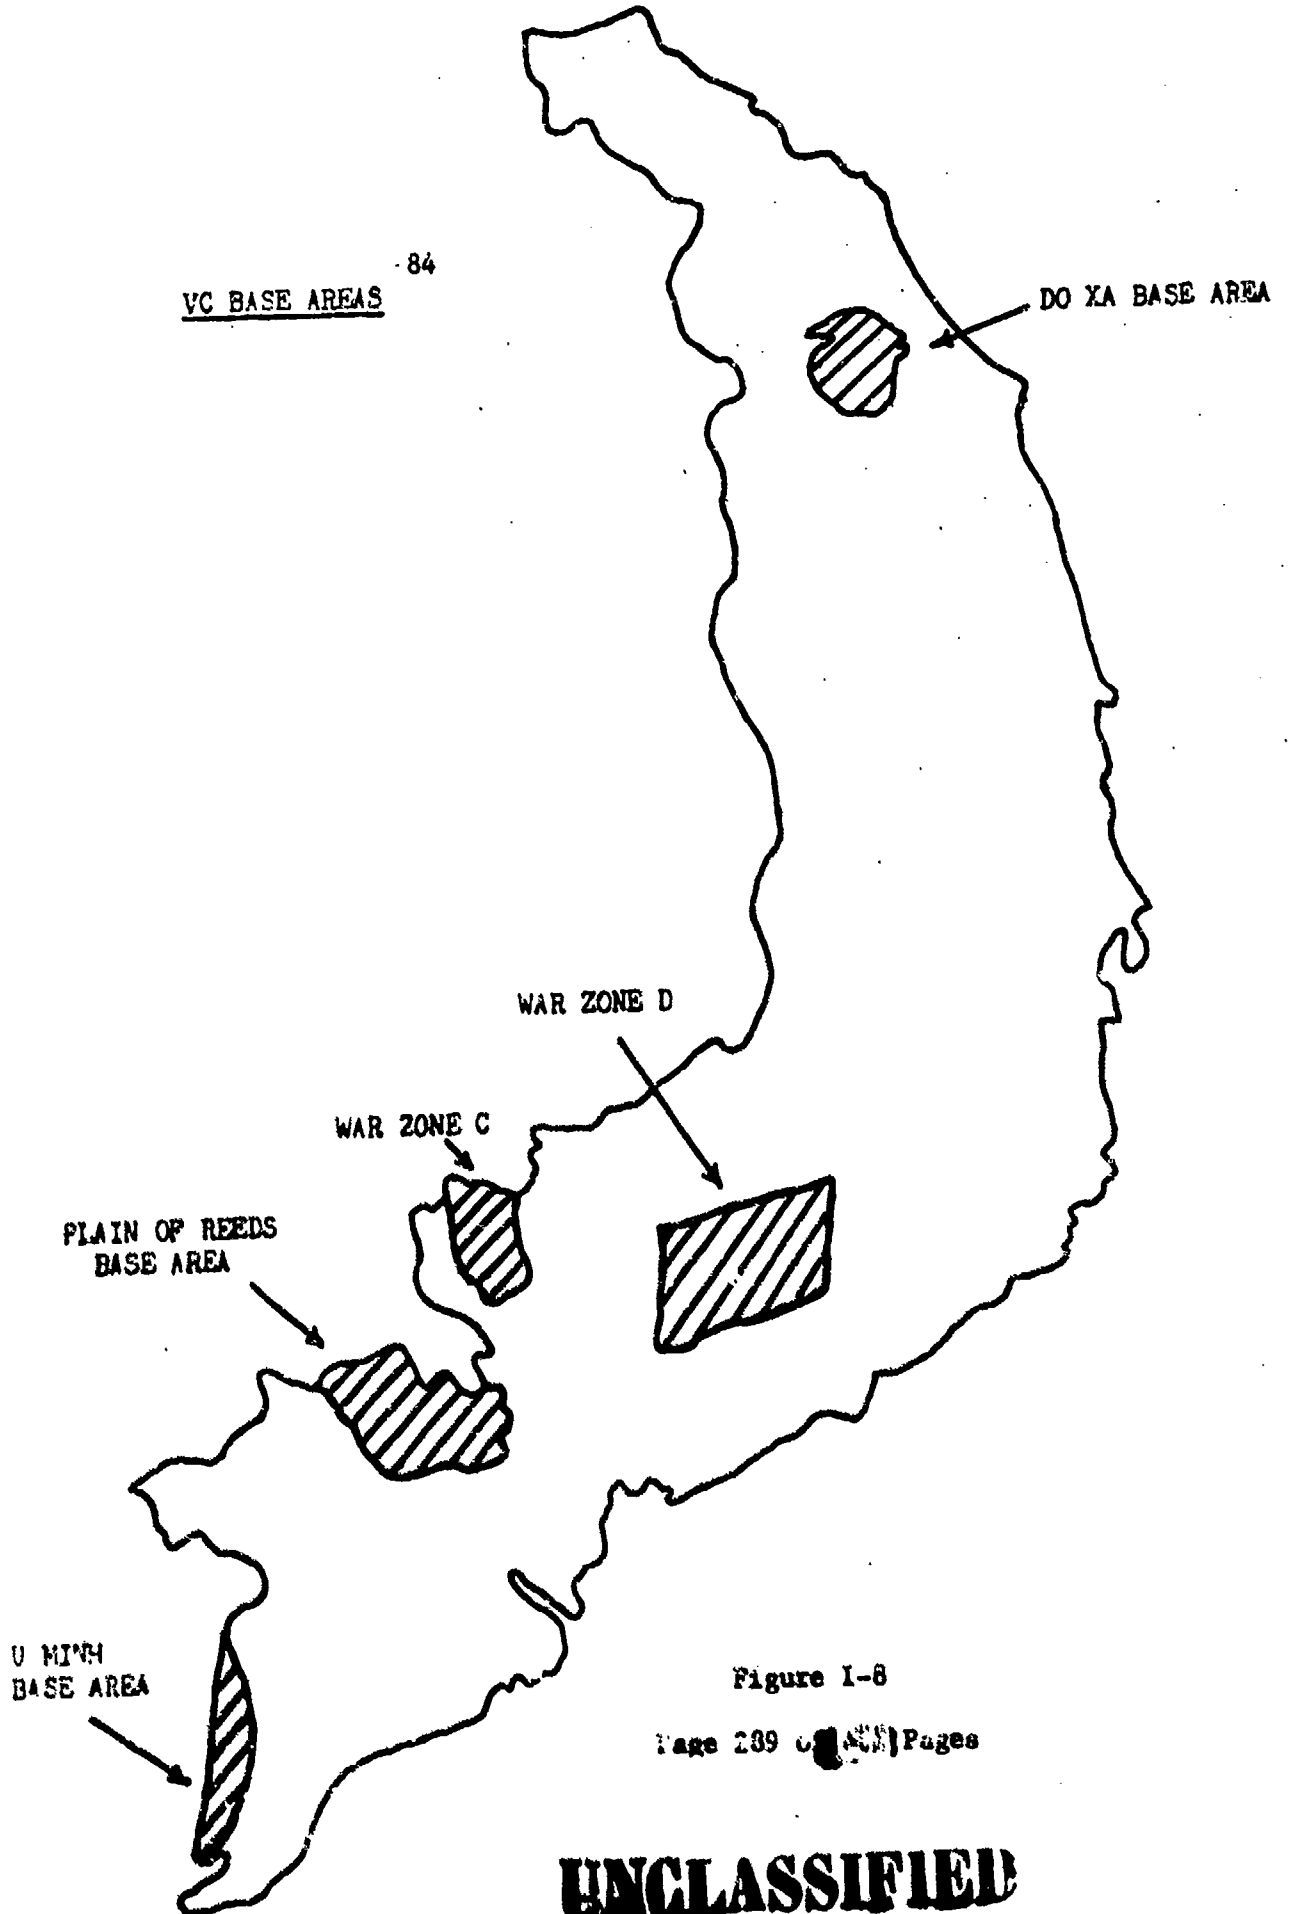 84
VC BASE AREAS
DO XA BASE AREA
WAR ZONE D
WAR ZONE C
PLAIN OF REEDS
BASE AREA
U MINH
BASE AREA
Figure I-8
Page 289 Pages
UNCLASSIFIED